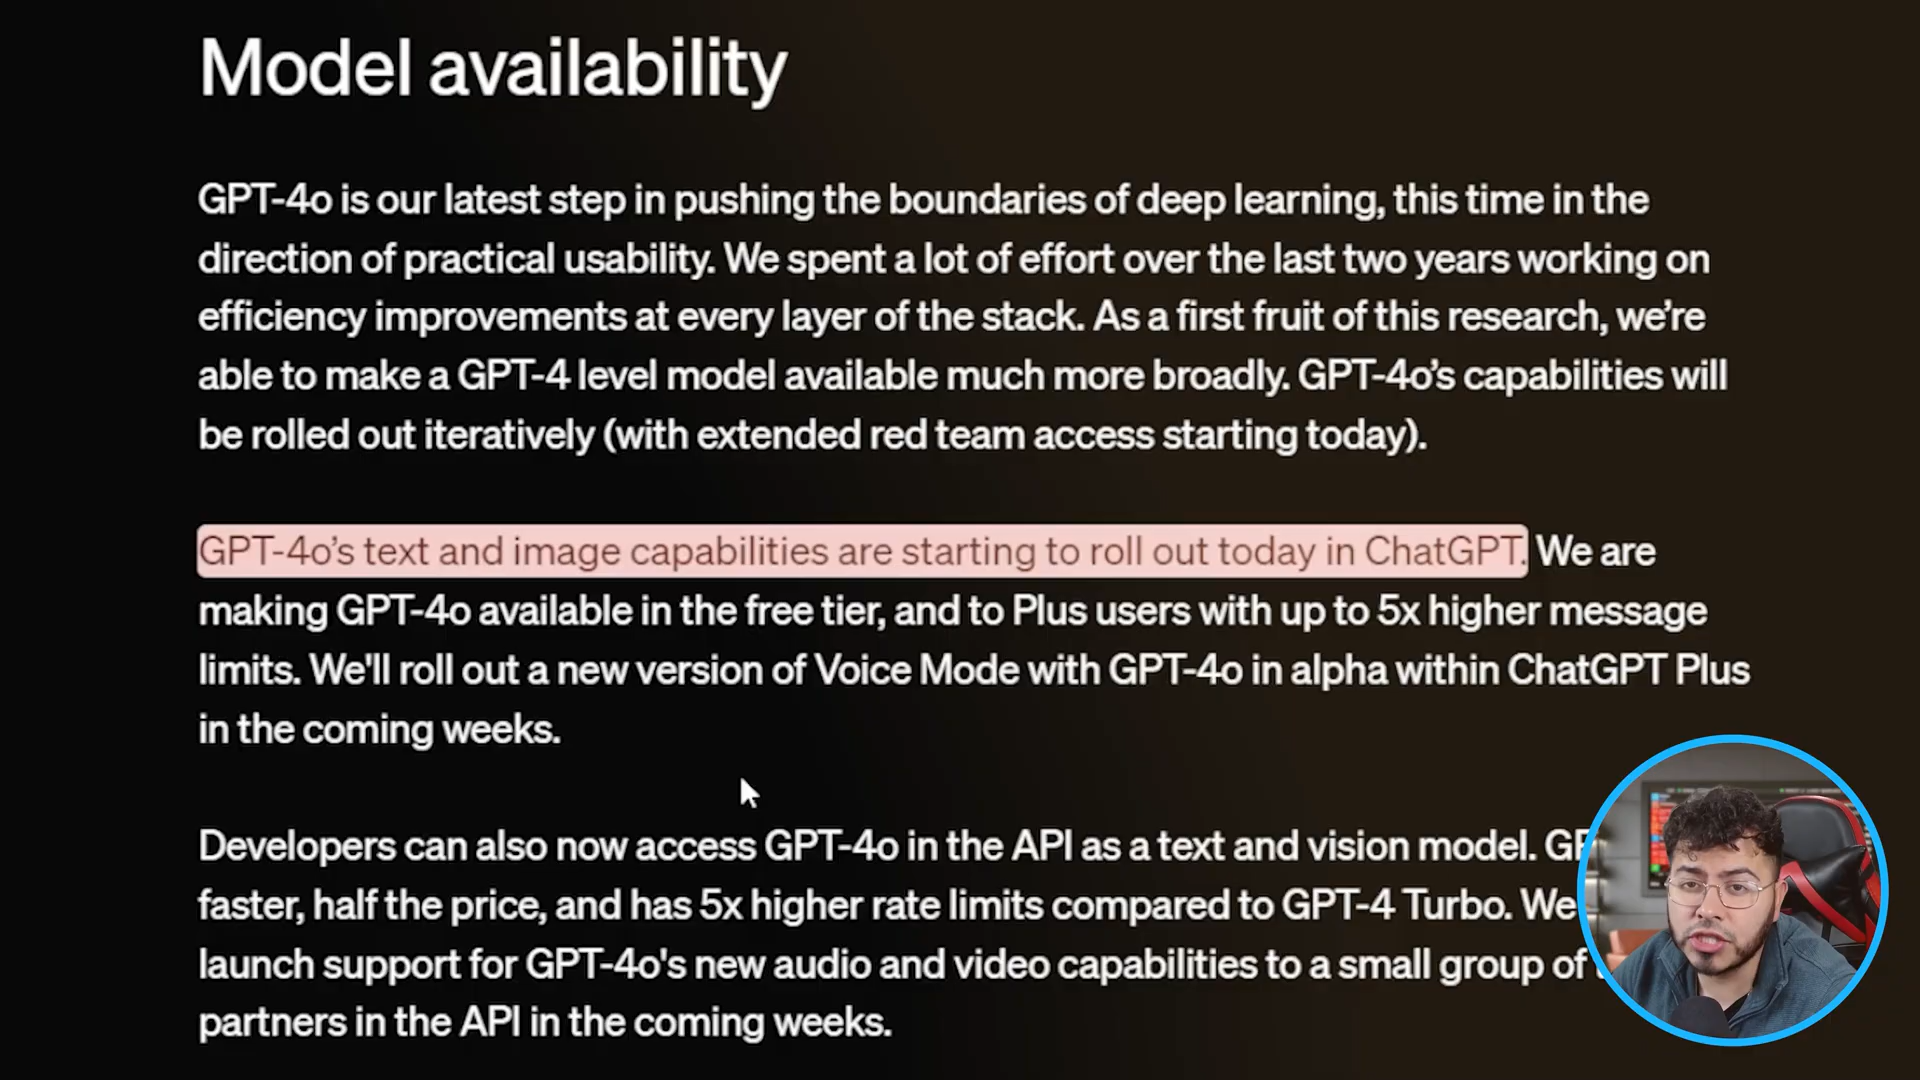 Model availability
GPT-4o is our latest step in pushing the boundaries of deep learning, this time in the
direction of practical usability. We spent a lot of effort over the last two years working on
efficiency improvements at every layer of the stack. As a first fruit of this research, we’re
able to make a GPT-4 level model available much more broadly. GPT-4o’s capabilities will
be rolled out iteratively (with extended red team access starting today).
GPT-4o’s text and image capabilities are starting to roll out today in ChatGPT. We are
making GPT-4o available in the free tier, and to Plus users with up to 5x higher message
limits. We'll roll out a new version of Voice Mode with GPT-4o in alpha within ChatGPT Plus
in the coming weeks.
Developers can also now access GPT-4o in the API as a text and vision model.
faster, half the price, and has 5x higher rate limits compared to GPT-4 Turbo. We
launch support for GPT-4o's new audio and video capabilities to a small group of
partners in the API in the coming weeks.